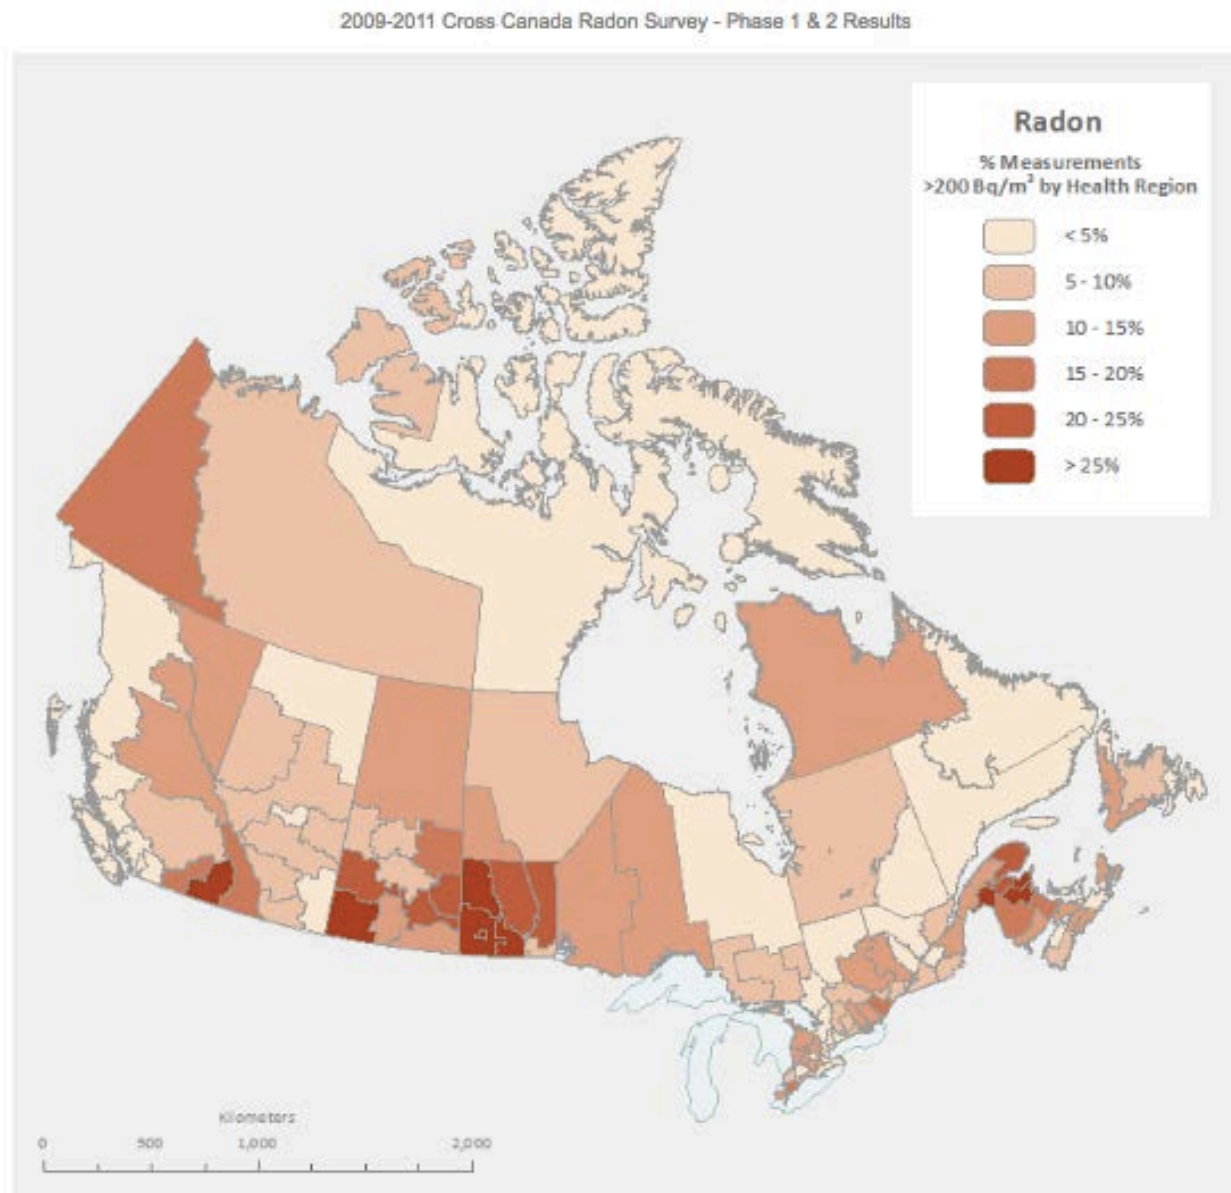 2009-2011 Cross Canada Radon Survey - Phase 1 & 2 Results
Radon
% Measurements
>200 Bq/m³ by Health Region
< 5%
5 - 10%
10 - 15%
15 - 20%
20 - 25%
> 25%
Kilometers
0 500 1,000 2,000